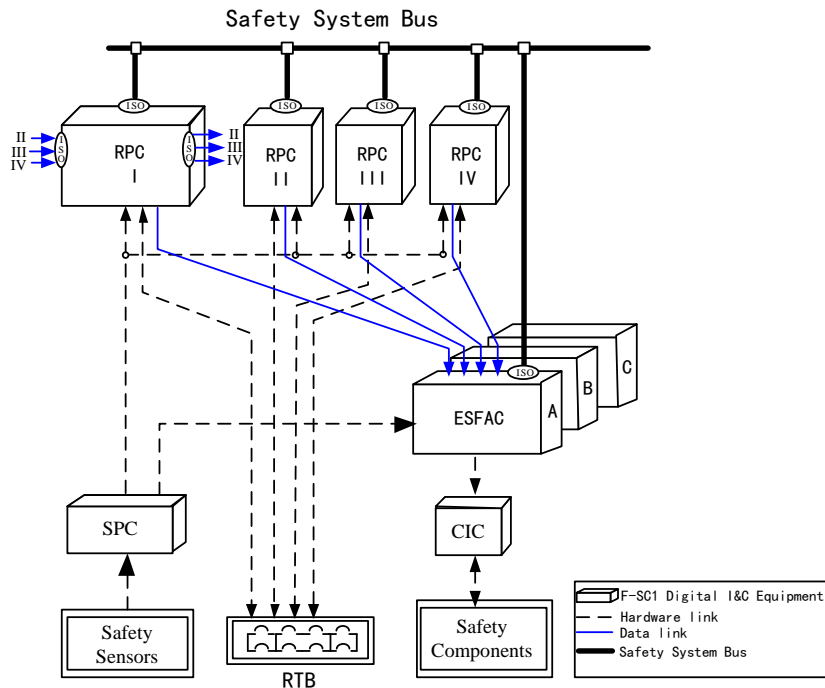 Safety System Bus
ISO
ISO
ISO
ISO
II
III
IV
ISO
RPC
I
ISO
II
III
IV
RPC
II
RPC
III
RPC
IV
ISO
ESFAC
A
B
C
SPC
CIC
Safety
Sensors
RTB
Safety
Components
F-SC1 Digital I&C Equipment
Hardware link
Data link
Safety System Bus